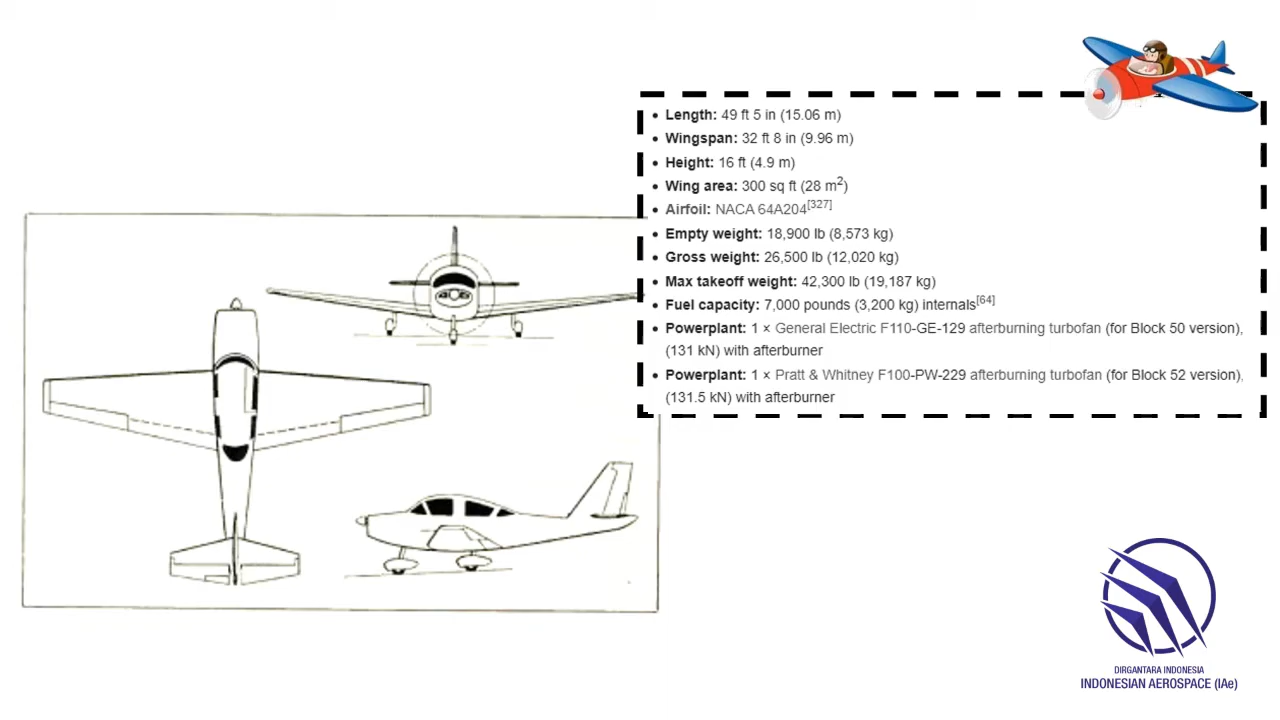 Length: 49 ft 5 in (15.06 m)
Wingspan: 32 ft 8 in (9.96 m)
Height: 16 ft (4.9 m)
Wing area: 300 sq ft (28 m2)
Airfoil: NACA 64A204[327]
Empty weight: 18,900 lb (8,573 kg)
Gross weight: 26,500 lb (12,020 kg)
Max takeoff weight: 42,300 lb (19,187 kg)
Fuel capacity: 7,000 pounds (3,200 kg) internals[64]
Powerplant: 1 × General Electric F110-GE-129 afterburning turbofan (for Block 50 version),
(131 kN) with afterburner
Powerplant: 1 × Pratt & Whitney F100-PW-229 afterburning turbofan (for Block 52 version),
(131.5 kN) with afterburner
DIRGANTARA INDONESIA
INDONESIAN AEROSPACE (IAe)